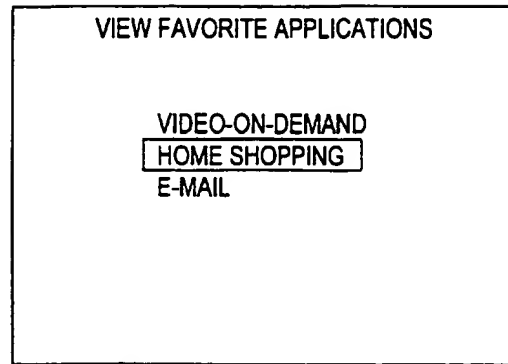 VIEW FAVORITE APPLICATIONS
VIDEO-ON-DEMAND
HOME SHOPPING
E-MAIL